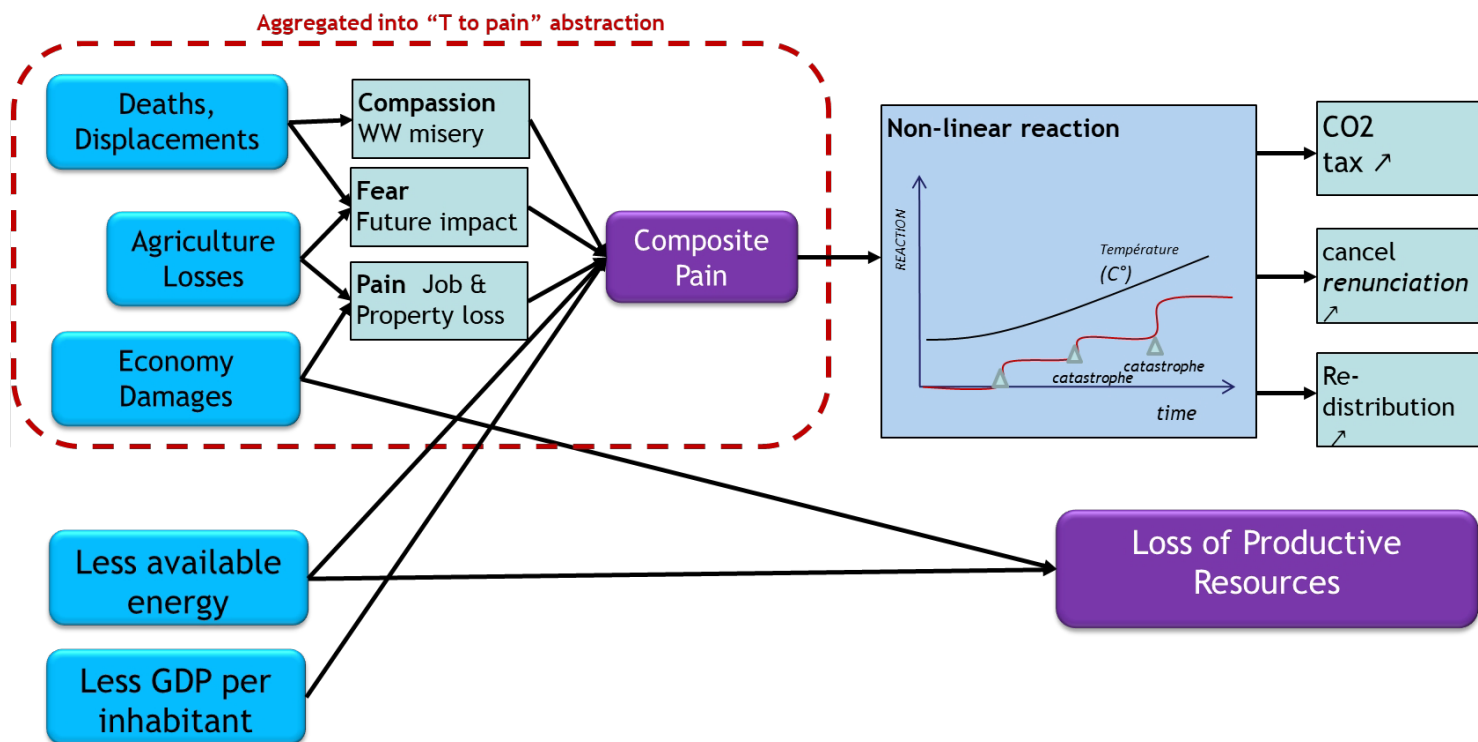 Aggregated into “T to pain” abstraction
Deaths,
Displacements
Compassion
WW misery
Fear
Future impact
Agriculture
Losses
Pain Job &
Property loss
Economy
Damages
Composite
Pain
Non-linear reaction
REACTION
Température
(C°)
catastrophe
catastrophe
time
CO2
tax ↗
cancel
renunciation
↗
Re-
distribution
↗
Less available
energy
Loss of Productive
Resources
Less GDP per
inhabitant